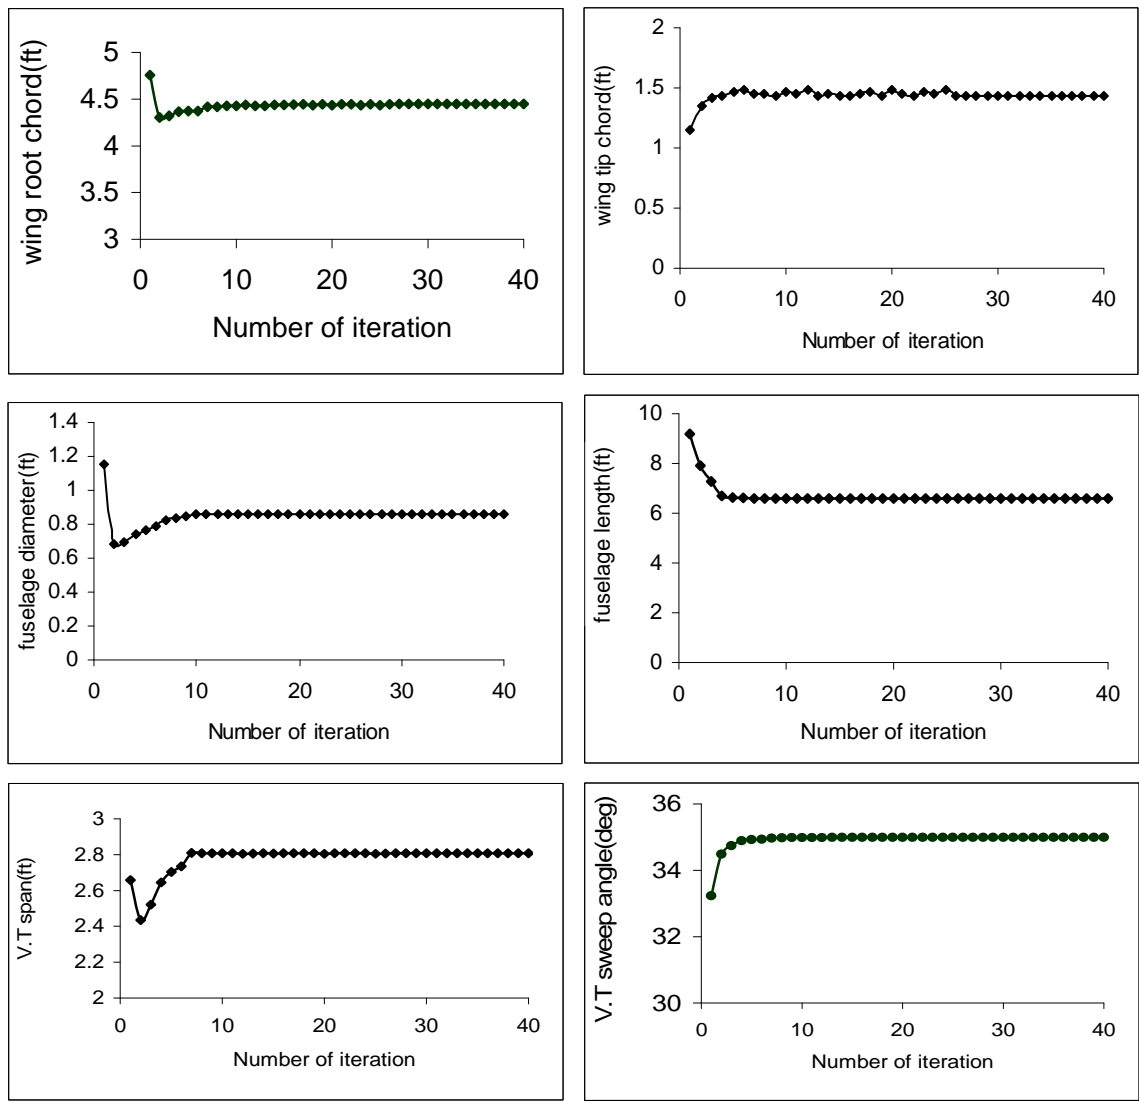 wing root chord(ft)
5
4.5
4
3.5
3
0 10 20 30 40
Number of iteration
wing tip chord(ft)
2
1.5
1
0.5
0
0 10 20 30 40
Number of iteration
fuselage diameter(ft)
1.4
1.2
1
0.8
0.6
0.4
0.2
0
0 10 20 30 40
Number of iteration
fuselage length(ft)
10
8
6
4
2
0
0 10 20 30 40
Number of iteration
V.T span(ft)
3
2.8
2.6
2.4
2.2
2
0 10 20 30 40
Number of iteration
V.T sweep angle(deg)
36
34
32
30
0 10 20 30 40
Number of iteration